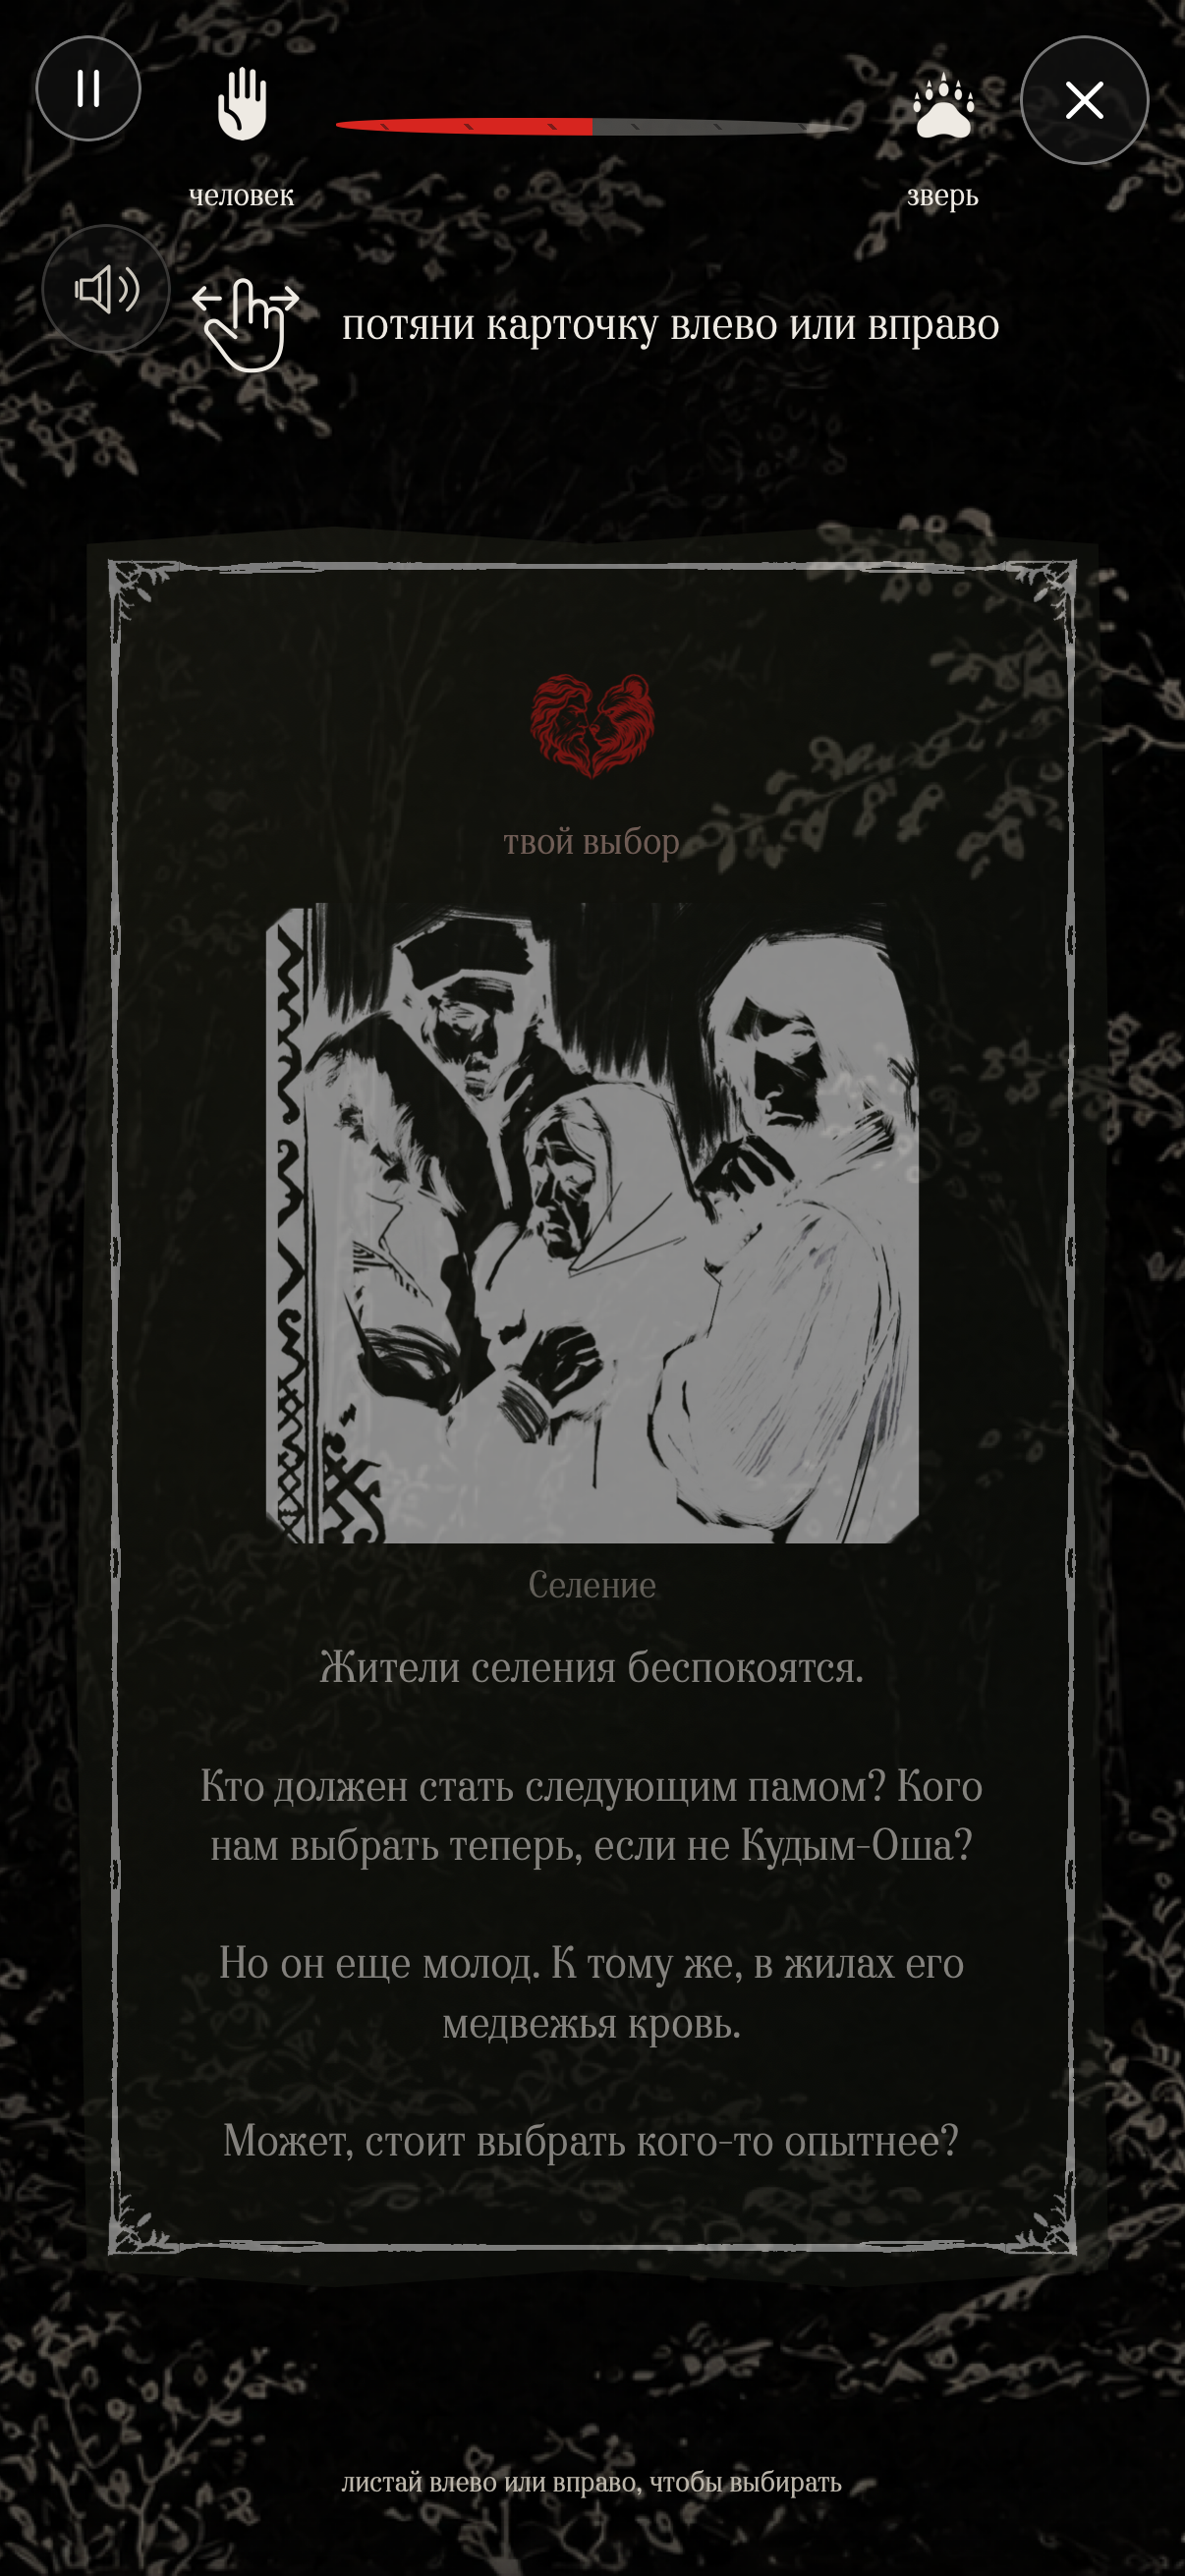 человек
зверь
потяни карточку влево или вправо
твой выбор
Селение
Жители селения беспокоятся.
Кто должен стать следующим памом? Кого
нам выбрать теперь, если не Кудым-Оша?
Но он еще молод. К тому же, в жилах его
медвежья кровь.
Может, стоит выбрать кого-то опытнее?
листай влево или вправо, чтобы выбирать